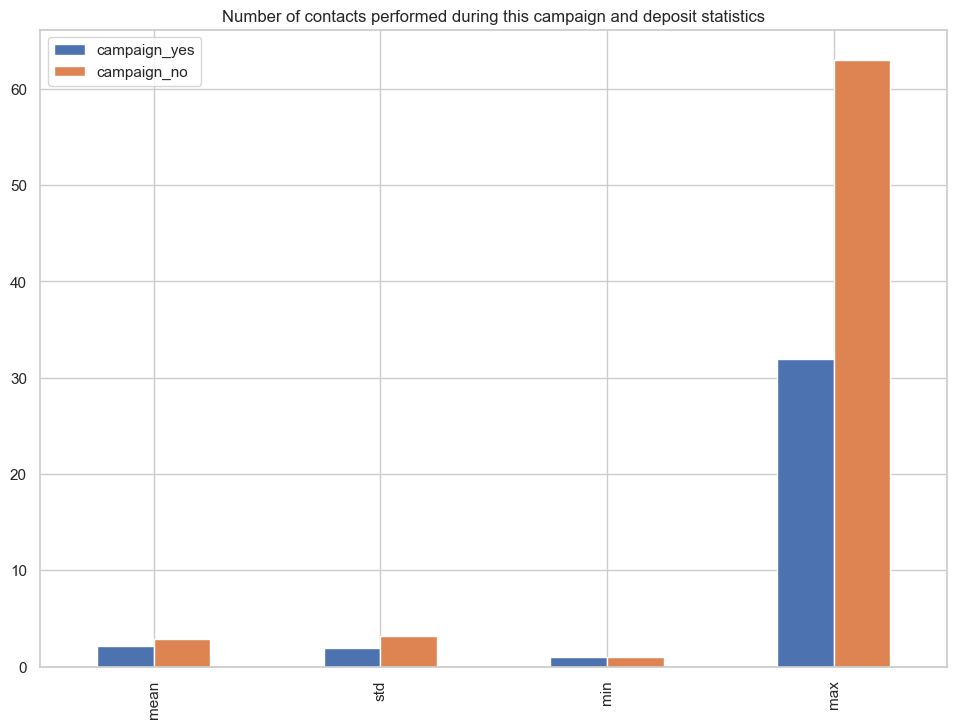 Number of contacts performed during this campaign and deposit statistics
campaign_yes
campaign_no
60
50
40
30
20
10
0
mean
std
min
max